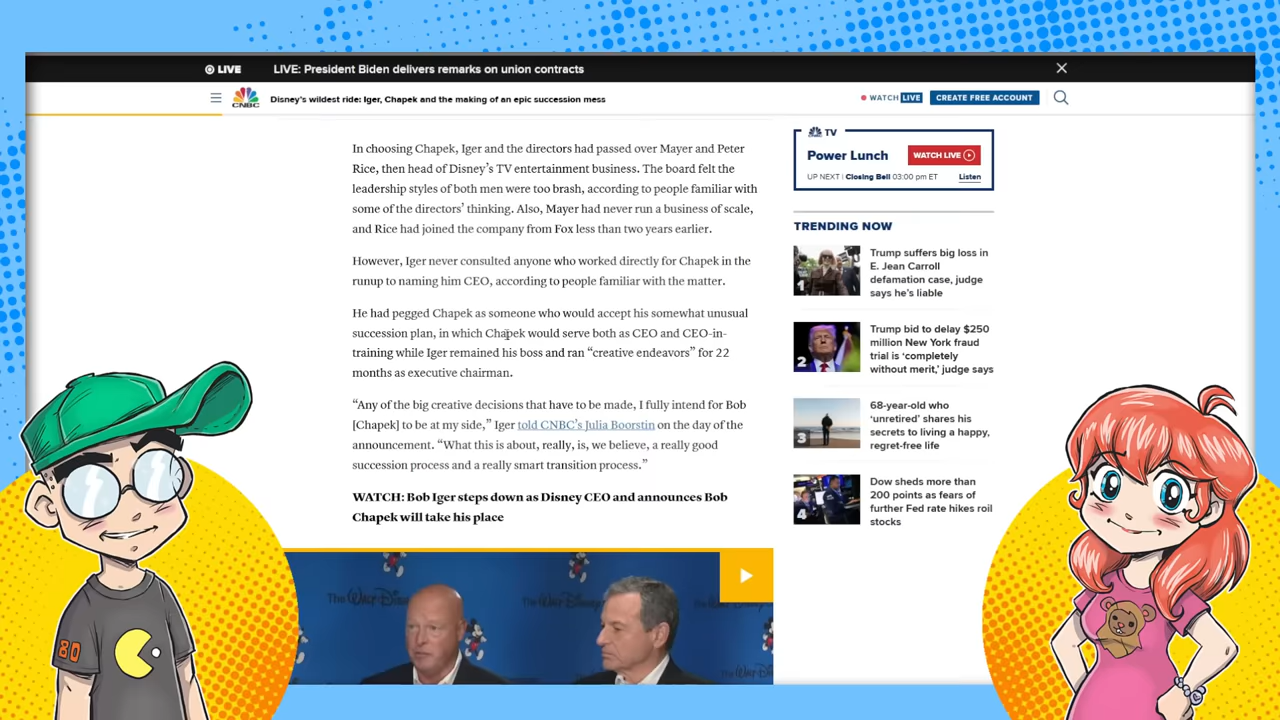 LIVE
LIVE: President Biden delivers remarks on union contracts
CNBC
Disney's wildest ride: Iger, Chapek and the making of an epic succession mess
WATCH LIVE
CREATE FREE ACCOUNT
In choosing Chapek, Iger and the directors had passed over Mayer and Peter
Rice, then head of Disney's TV entertainment business. The board felt the
leadership styles of both men were too brash, according to people familiar with
some of the directors' thinking. Also, Mayer had never run a business of scale,
and Rice had joined the company from Fox less than two years earlier.
However, Iger never consulted anyone who worked directly for Chapek in the
runup to naming him CEO, according to people familiar with the matter.
He had pegged Chapek as someone who would accept his somewhat unusual
succession plan, in which Chapek would serve both as CEO and CEO-in-
training while Iger remained his boss and ran “creative endeavors” for 22
months as executive chairman.
“Any of the big creative decisions that have to be made, I fully intend for Bob
[Chapek] to be at my side,” Iger told CNBC's Julia Boorstin on the day of the
announcement. “What this is about, really, is, we believe, a really good
succession process and a really smart transition process.”
WATCH: Bob Iger steps down as Disney CEO and announces Bob
Chapek will take his place
TV
Power Lunch
WATCH LIVE
UP NEXT | Closing Bell 03:00 pm ET
Listen
TRENDING NOW
1
Trump suffers big loss in
E. Jean Carroll
defamation case, judge
says he's liable
2
Trump bid to delay $250
million New York fraud
trial is ‘completely
without merit,’ judge says
3
68-year-old who
‘unretired’ shares his
secrets to living a happy,
regret-free life
4
Dow sheds more than
200 points as fears of
further Fed rate hikes roil
stocks
The WALT DISNEY
80